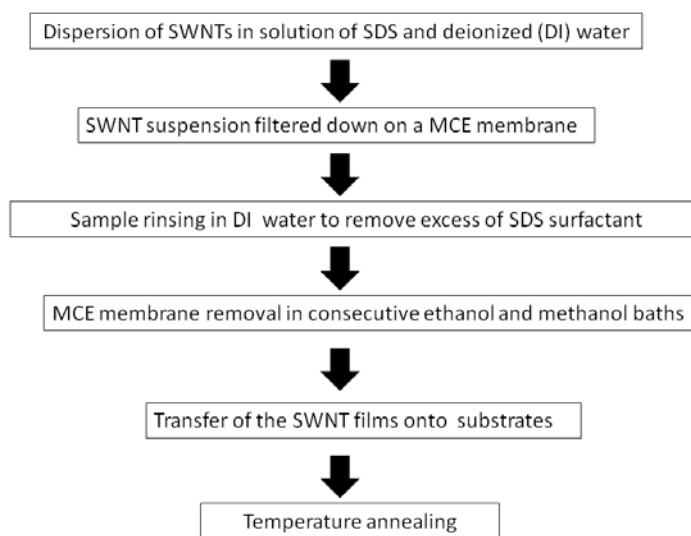 Dispersion of SWNTs in solution of SDS and deionized (DI) water
SWNT suspension filtered down on a MCE membrane
Sample rinsing in DI water to remove excess of SDS surfactant
MCE membrane removal in consecutive ethanol and methanol baths
Transfer of the SWNT films onto substrates
Temperature annealing